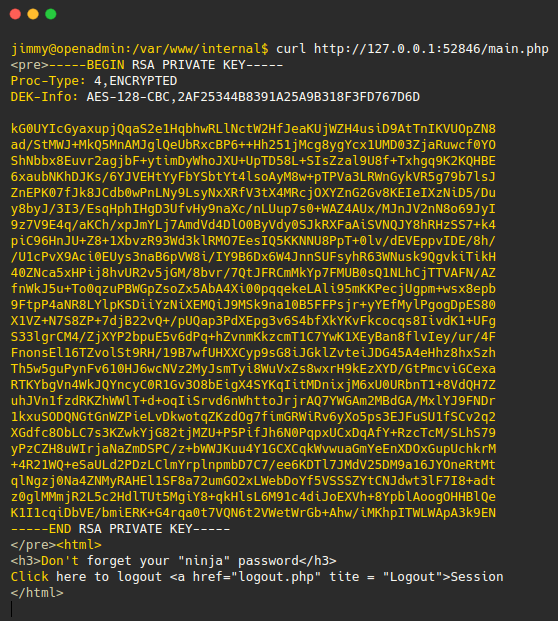 jimmy@openadmin:/var/www/internal$ curl http://127.0.0.1:52846/main.php
<pre>-----BEGIN RSA PRIVATE KEY-----
Proc-Type: 4,ENCRYPTED
DEK-Info: AES-128-CBC,2AF25344B8391A25A9B318F3FD767D6D

kG0UYIcGyaxupjQqaS2e1HqbhwRLlNctW2HfJeaKUjWZH4usiD9AtTnIKVUOpZN8
ad/StMWJ+MkQ5MnAMJglQeUbRxcBP6++Hh251jMcg8ygYcx1UMD03ZjaRuwcf0YO
ShNbbx8Euvr2agjbF+ytimDyWhoJXU+UpTD58L+SIsZzal9U8f+Txhgq9K2KQHBE
6xaubNKhDJKs/6YJVEHtYyFbYSbtYt4lsoAyM8w+pTPVa3LRWnGykVR5g79b7lsJ
ZnEPK07fJk8JCdb0wPnLNy9LsyNxXRfV3tX4MRcjOXYZnG2Gv8KEIeIXzNiD5/Du
y8byJ/3I3/EsqHphIHgD3UfvHy9naXc/nLUup7s0+WAZ4AUx/MJnJV2nN8o69JyI
9z7V9E4q/aKCh/xpJmYLj7AmdVd4DlO0ByVdy0SJkRXFaAiSVNQJY8hRHzSS7+k4
piC96HnJU+Z8+1XbvzR93Wd3klRMO7EesIQ5KKNNU8PpT+0lv/dEVEppvIDE/8h/
/U1cPvX9Aci0EUys3naB6pVW8i/IY9B6Dx6W4JnnSUFsyhR63WNusk9QgvkiTikH
40ZNca5xHPij8hvUR2v5jGM/8bvr/7QtJFRCmMkYp7FMUB0sQ1NLhCjTTVAFN/AZ
fnWkJ5u+To0qzuPBWGpZsoZx5AbA4Xi00pqqekeLAli95mKKPecjUgpm+wsx8epb
9FtpP4aNR8LYlpKSDiiYzNiXEMQiJ9MSk9na10B5FFPsjr+yYEfMylPgogDpES80
X1VZ+N7S8ZP+7djB22vQ+/pUQap3PdXEpg3v6S4bfXkYKvFkcocqs8IivdK1+UFg
S33lgrCM4/ZjXYP2bpuE5v6dPq+hZvnmKkzcmT1C7YwK1XEyBan8flvIey/ur/4F
FnonsEl16TZvolSt9RH/19B7wfUHXXCyp9sG8iJGklZvteiJDG45A4eHhz8hxSzh
Th5w5guPynFv610HJ6wcNVz2MyJsmTyi8WuVxZs8wxrH9kEzXYD/GtPmcviGCexa
RTKYbgVn4WkJQYncyC0R1Gv3O8bEigX4SYKqIitMDnixjM6xU0URbnT1+8VdQH7Z
uhJVn1fzdRKZhWWlT+d+oqIiSrvd6nWhttoJrjrAQ7YWGAm2MBdGA/MxlYJ9FNDr
1kxuSODQNGtGnWZPieLvDkwotqZKzdOg7fimGRWiRv6yXo5ps3EJFuSU1fSCv2q2
XGdfc8ObLC7s3KZwkYjG82tjMZU+P5PifJh6N0PqpxUCxDqAfY+RzcTcM/SLhS79
yPzCZH8uWIrjaNaZmDSPC/z+bWWJKuu4Y1GCXCqkWvwuaGmYeEnXDOxGupUchkrM
+4R21WQ+eSaULd2PDzLClmYrplnpmbD7C7/ee6KDTl7JMdV25DM9a16JYOneRtMt
qlNgzj0Na4ZNMyRAHEl1SF8a72umGO2xLWebDoYf5VSSSZYtCNJdwt3lF7I8+adt
z0glMMmjR2L5c2HdlTUt5MgiY8+qkHlsL6M91c4diJoEXVh+8YpblAoogOHHBlQe
K1I1cqiDbVE/bmiERK+G4rqa0t7VQN6t2VWetWrGb+Ahw/iMKhpITWLWApA3k9EN
-----END RSA PRIVATE KEY-----
</pre><html>
<h3>Don't forget your "ninja" password</h3>
Click here to logout <a href="logout.php" tite = "Logout">Session
</html>